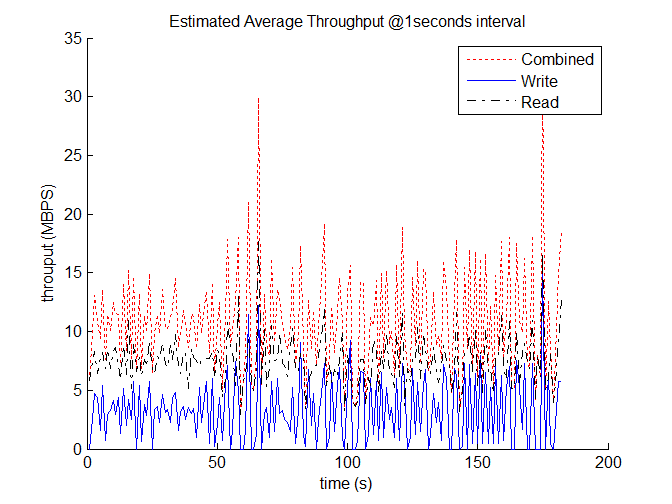 Estimated Average Throughput @1seconds interval
35
30
25
20
15
10
5
0
throuput (MBPS)
Combined
Write
Read
0
50
100
150
200
time (s)